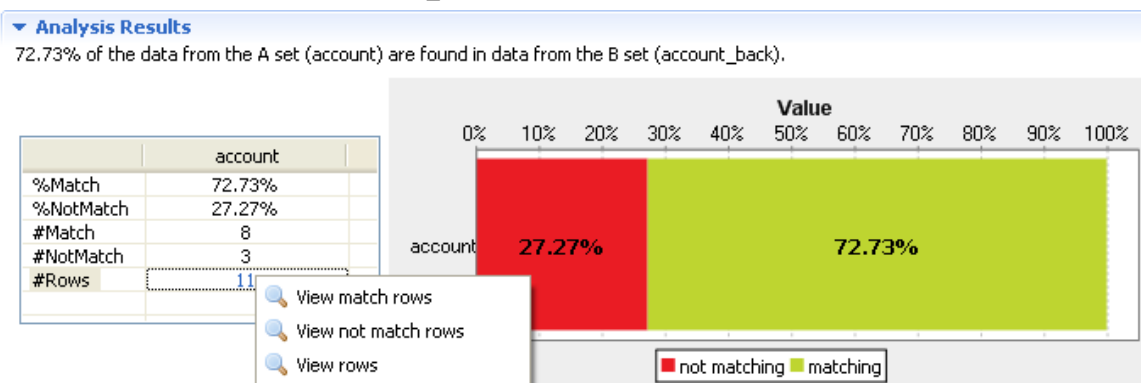 Analysis Results
72.73% of the data from the A set (account) are found in data from the B set (account_back).
Value
0% 10% 20% 30% 40% 50% 60% 70% 80% 90% 100%
account
%Match 72.73%
%NotMatch 27.27%
#Match 8
#NotMatch 3
#Rows 11
account 27.27% 72.73%
View match rows
View not match rows
View rows
not matching matching